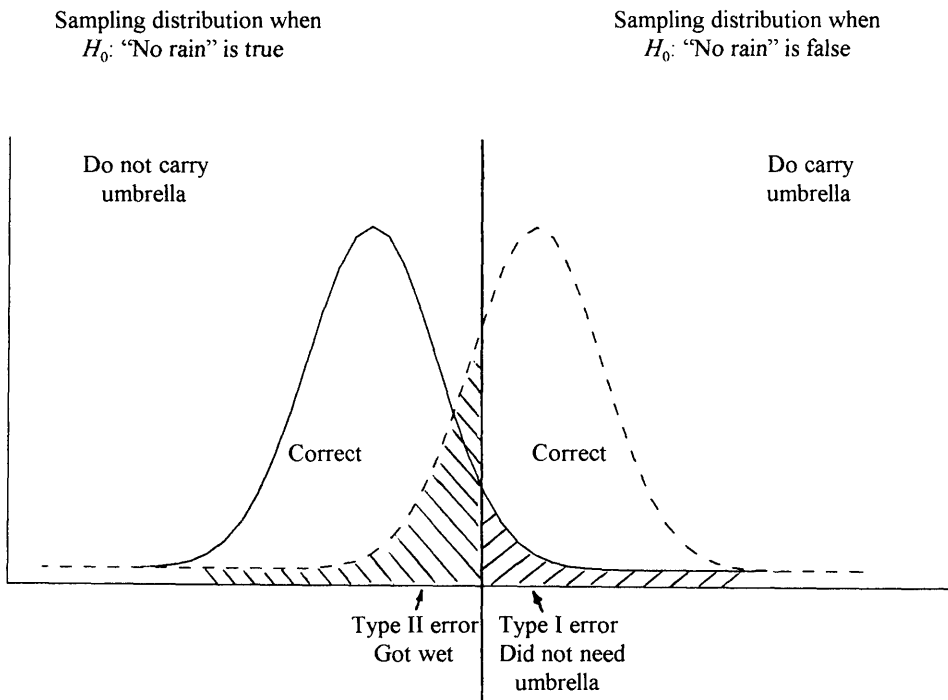 Sampling distribution when
H₀: “No rain” is true
Sampling distribution when
H₀: “No rain” is false
Do not carry
umbrella
Do carry
umbrella
Correct
Correct
Type II error
Got wet
Type I error
Did not need
umbrella